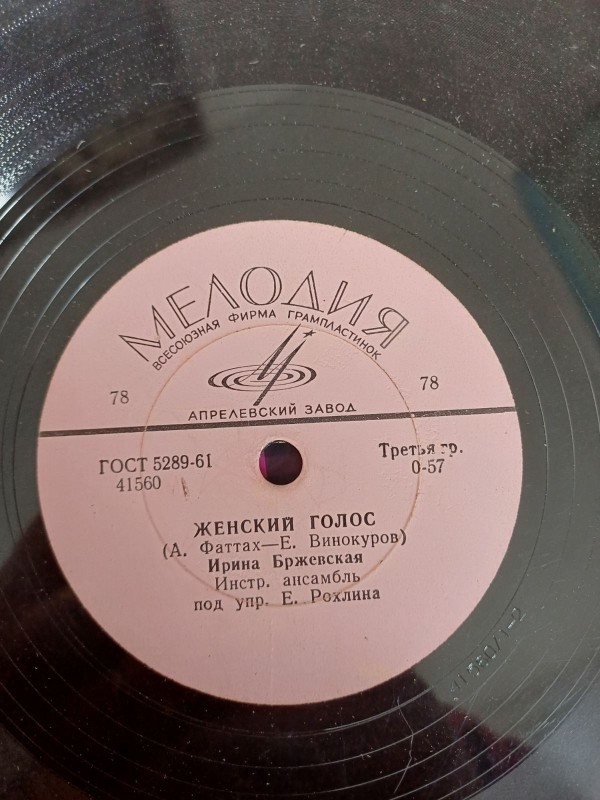 МЕЛОДИЯ
ВСЕСОЮЗНАЯ ФИРМА ГРАМПЛАСТИНОК
78
78
АПРЕЛЕВСКИЙ ЗАВОД
ГОСТ 5289-61
Третья гр.
41560
0-57
ЖЕНСКИЙ ГОЛОС
(А. Фаттах—Е. Винокуров)
Ирина Бржевская
Инстр. ансамбль
под упр. Е. Рохлина